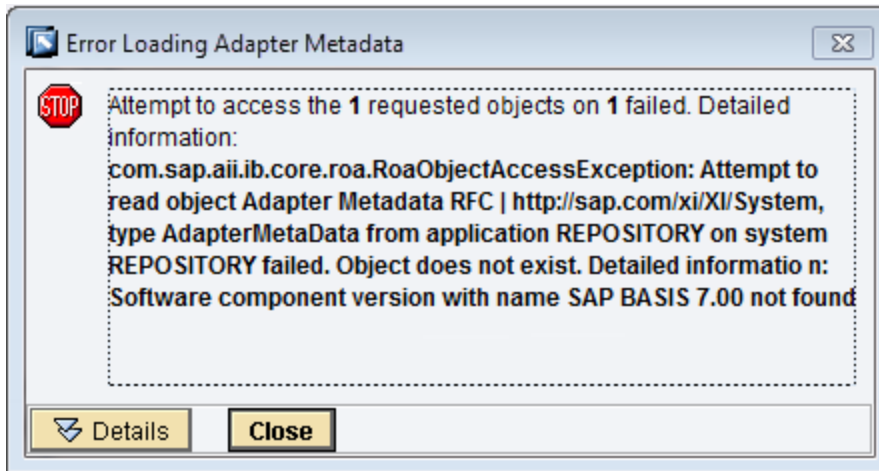 Error Loading Adapter Metadata
STOP
Attempt to access the 1 requested objects on 1 failed. Detailed
information:
com.sap.aii.ib.core.roa.RoaObjectAccessException: Attempt to
read object Adapter Metadata RFC | http://sap.com/xi/XI/System,
type AdapterMetaData from application REPOSITORY on system
REPOSITORY failed. Object does not exist. Detailed informatio n:
Software component version with name SAP BASIS 7.00 not found
Details
Close